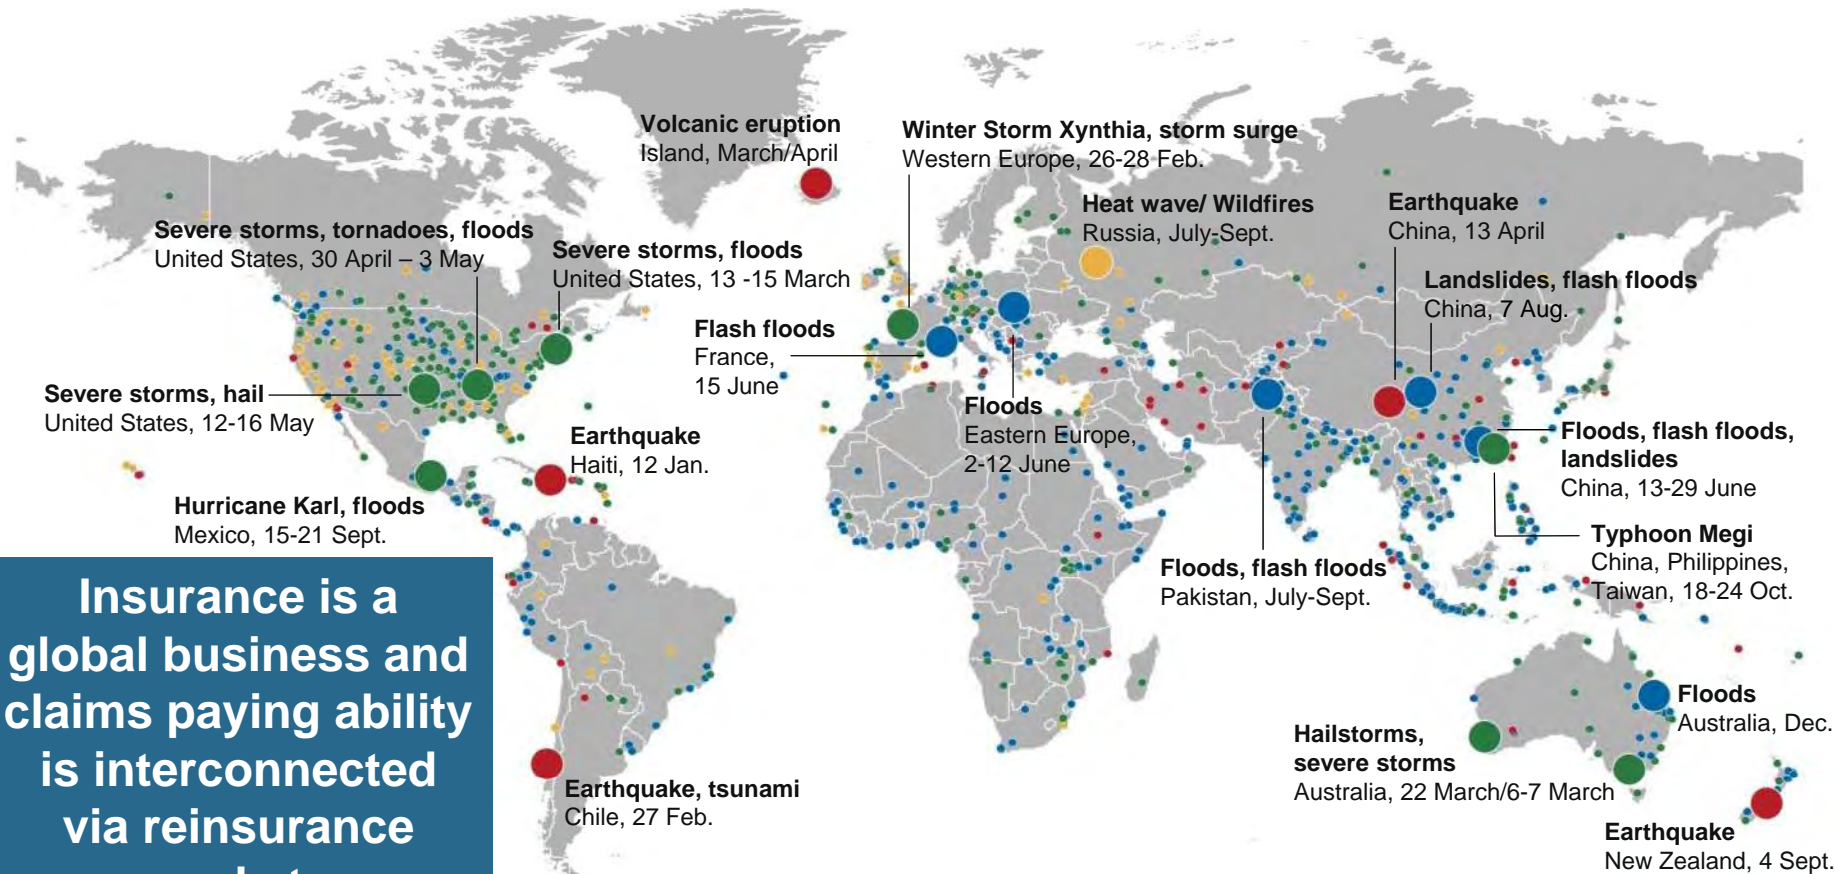 Volcanic eruption
Island, March/April
Winter Storm Xynthia, storm surge
Western Europe, 26-28 Feb.
Heat wave/ Wildfires
Russia, July-Sept.
Earthquake
China, 13 April
Severe storms, tornadoes, floods
United States, 30 April – 3 May
Severe storms, floods
United States, 13 -15 March
Landslides, flash floods
China, 7 Aug.
Flash floods
France,
15 June
Severe storms, hail
United States, 12-16 May
Floods
Eastern Europe,
2-12 June
Earthquake
Haiti, 12 Jan.
Floods, flash floods,
landslides
China, 13-29 June
Hurricane Karl, floods
Mexico, 15-21 Sept.
Typhoon Megi
China, Philippines,
Taiwan, 18-24 Oct.
Floods, flash floods
Pakistan, July-Sept.
Insurance is a
global business and
claims paying ability
is interconnected
via reinsurance
Floods
Australia, Dec.
Hailstorms,
severe storms
Australia, 22 March/6-7 March
Earthquake, tsunami
Chile, 27 Feb.
Earthquake
New Zealand, 4 Sept.